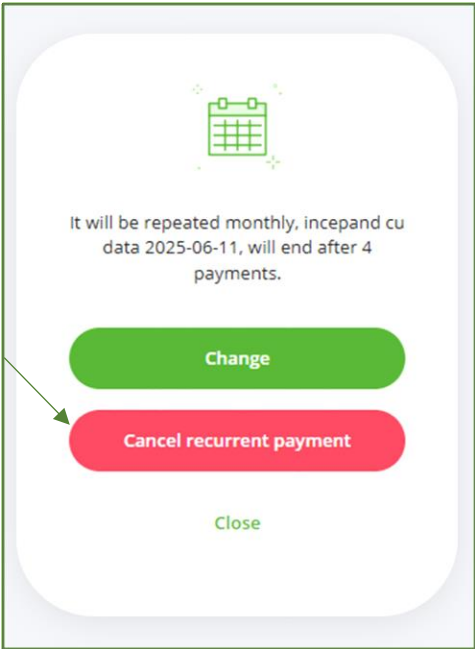 It will be repeated monthly, incepand cu
data 2025-06-11, will end after 4
payments.
Change
Cancel recurrent payment
Close